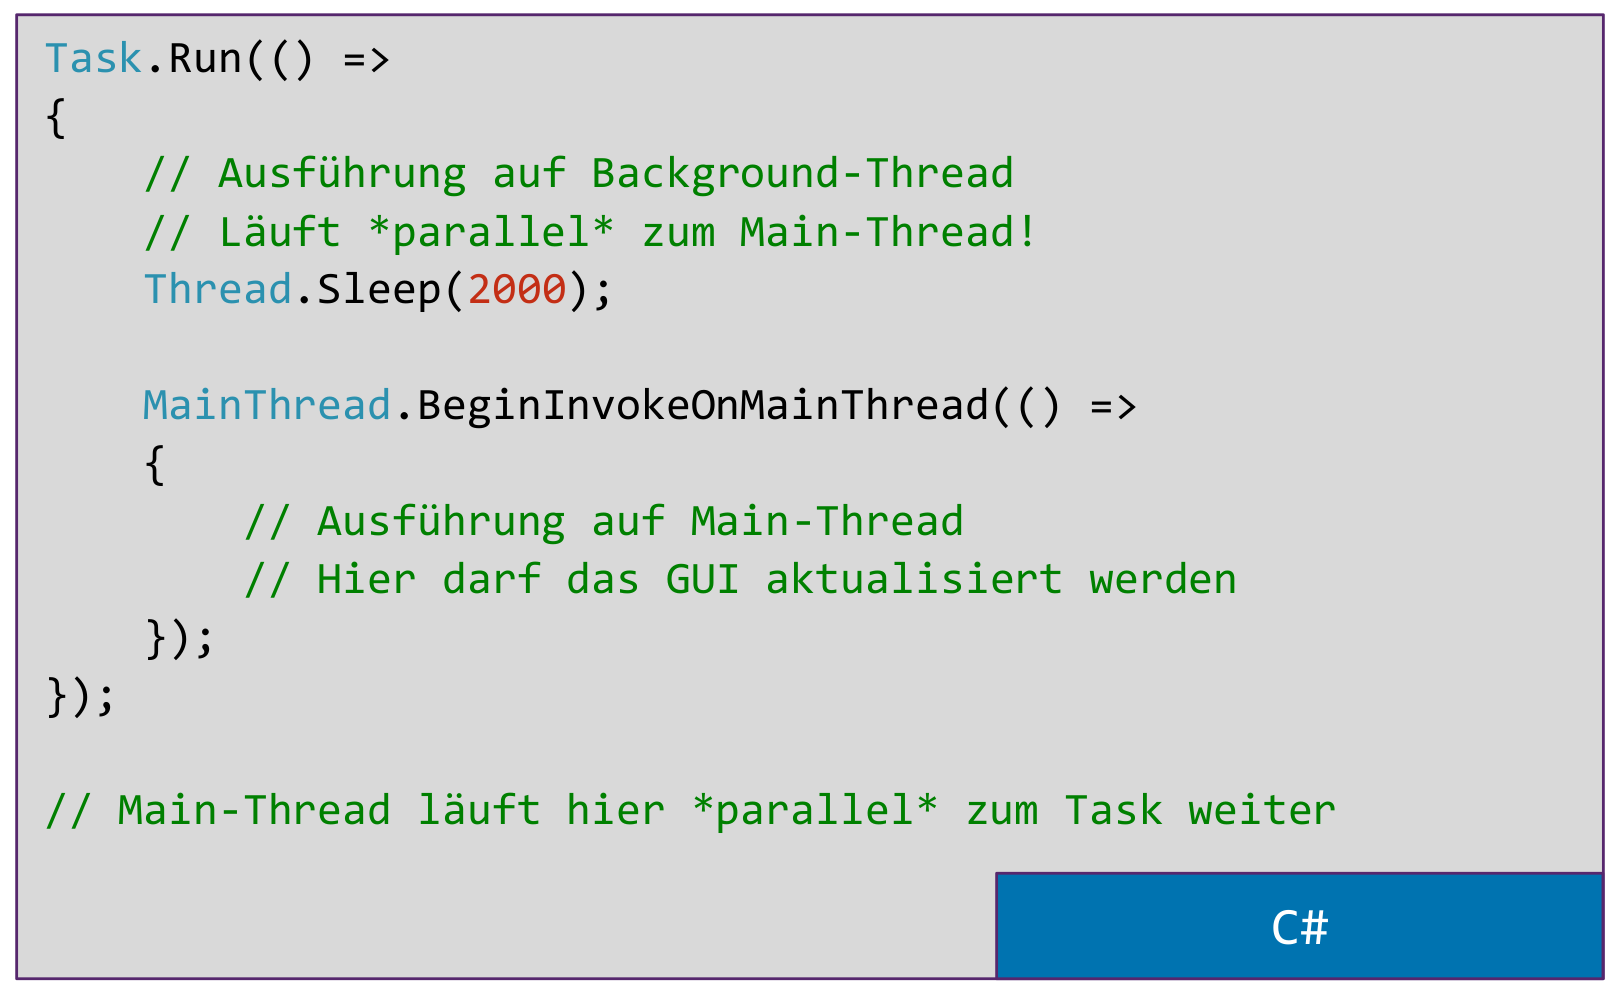 Task.Run(() =>
{
    // Ausführung auf Background-Thread
    // Läuft *parallel* zum Main-Thread!
    Thread.Sleep(2000);

    MainThread.BeginInvokeOnMainThread(() =>
    {
        // Ausführung auf Main-Thread
        // Hier darf das GUI aktualisiert werden
    });
});

// Main-Thread läuft hier *parallel* zum Task weiter
C#